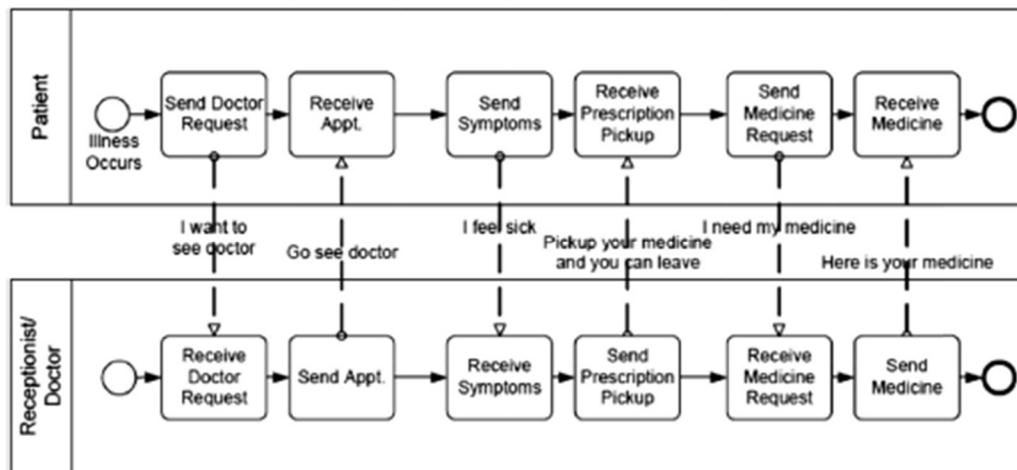 Patient
Illness
Occurs
Send Doctor
Request
Receive
Appt.
Send
Symptoms
Receive
Prescription
Pickup
Send
Medicine
Request
Receive
Medicine
I want to
see doctor
Go see doctor
I feel sick
Pickup your medicine
and you can leave
I need my medicine
Here is your medicine
Receptionist/
Doctor
Receive
Doctor
Request
Send Appt.
Receive
Symptoms
Send
Prescription
Pickup
Receive
Medicine
Request
Send
Medicine